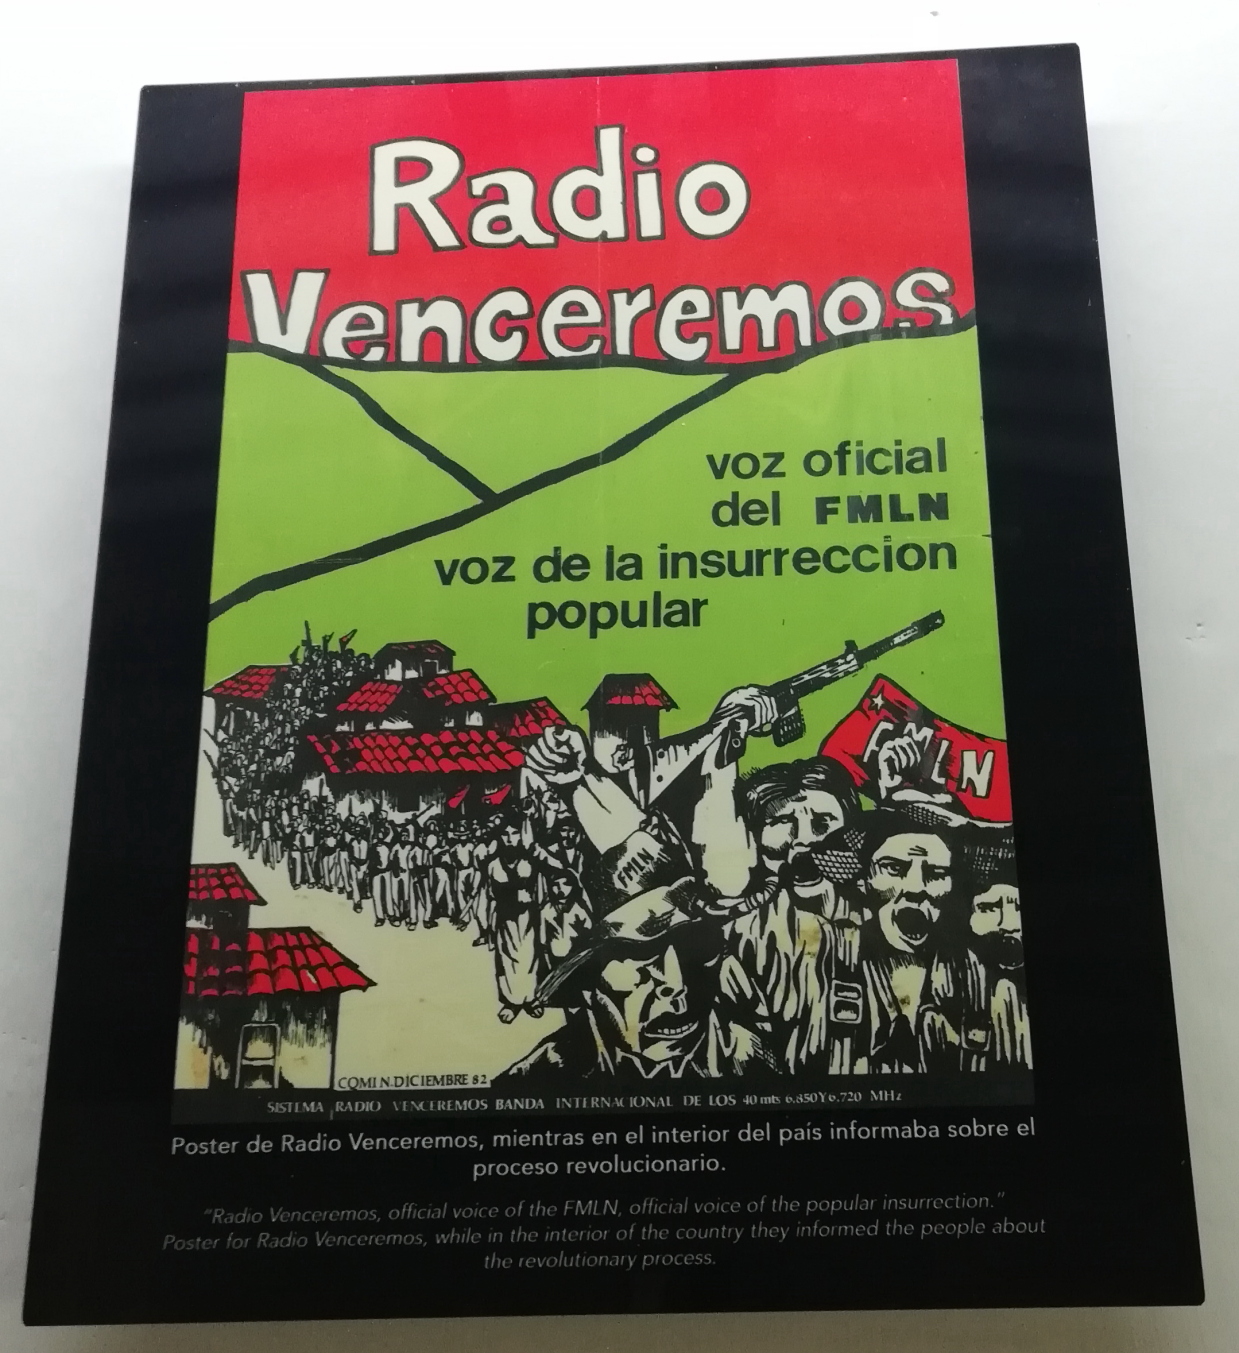 Radio
Venceremos
voz oficial
del FMLN
voz de la insurreccion
popular
FMLN
FMLN
COMIN.DICIEMBRE 82
SISTEMA RADIO VENCEREMOS BANDA INTERNACIONAL DE LOS 40 mts 6.850Y6.720 MHz
Poster de Radio Venceremos, mientras en el interior del país informaba sobre el
proceso revolucionario.
"Radio Venceremos, official voice of the FMLN, official voice of the popular insurrection."
Poster for Radio Venceremos, while in the interior of the country they informed the people about
the revolutionary process.